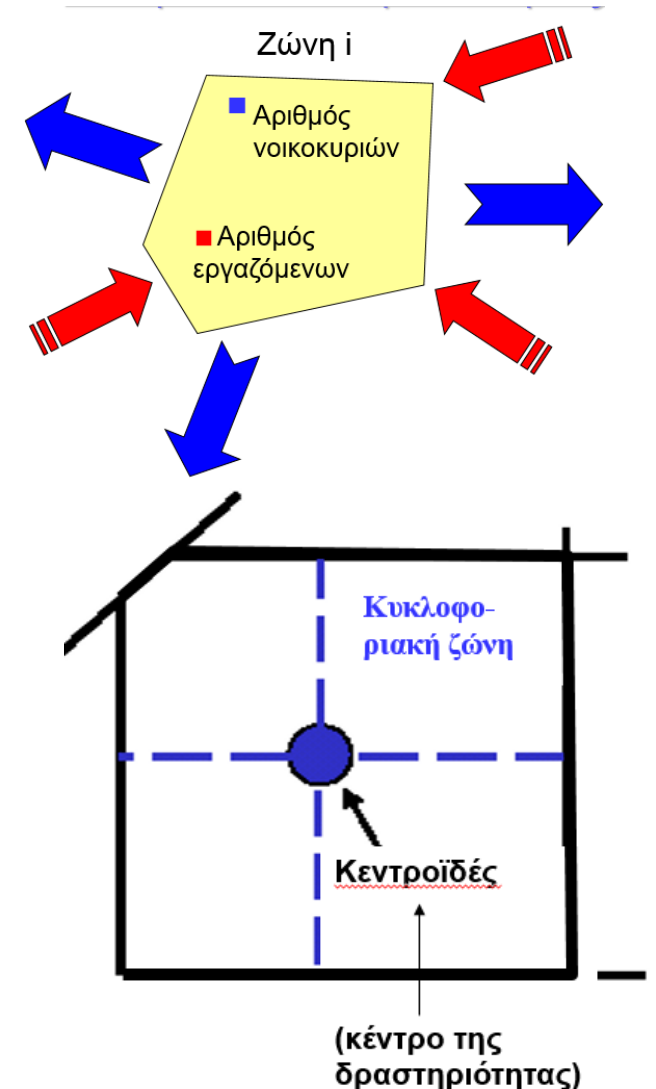 Ζώνη i
Αριθμός
νοικοκυριών
Αριθμός
εργαζόμενων
Κυκλοφο-
ριακή ζώνη
Κεντροϊδές
(κέντρο της
δραστηριότητας)